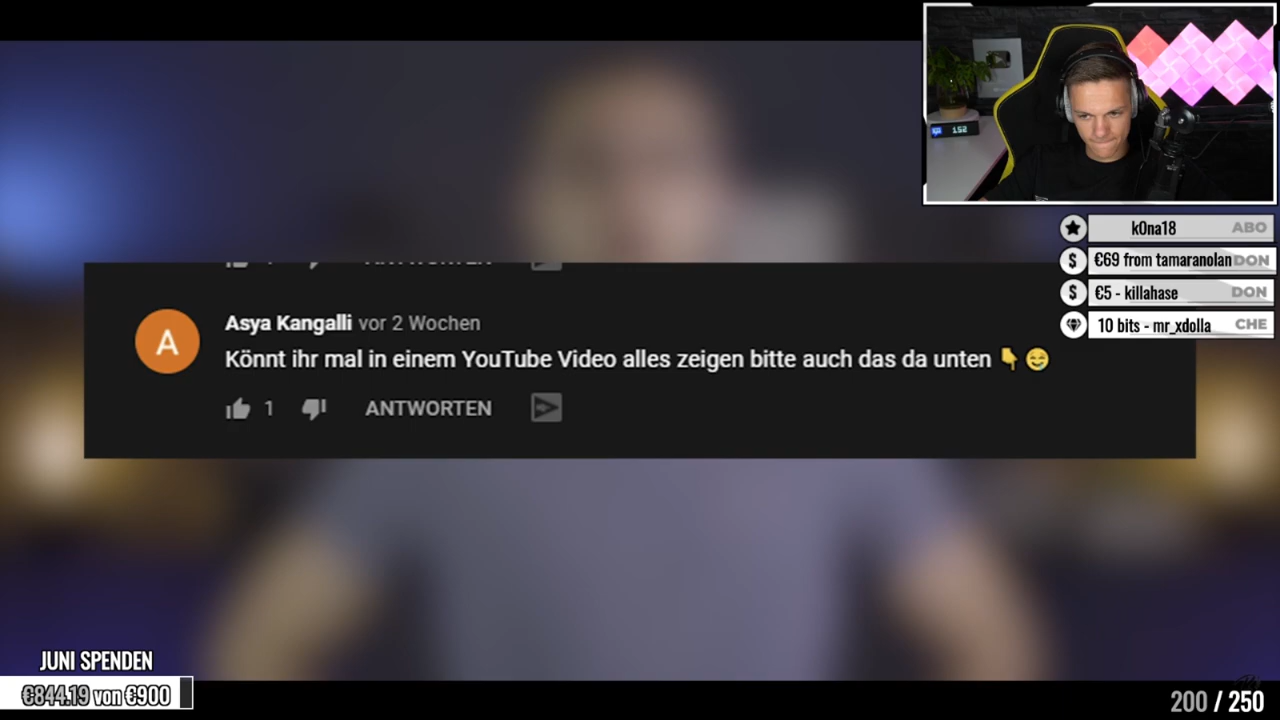 ANTWORTEN
Asya Kangalli vor 2 Wochen
Könnt ihr mal in einem YouTube Video alles zeigen bitte auch das da unten 👇 😄
1
ANTWORTEN
152
k0na18 ABO
€69 from tamaranolan DON
€5 - killahase DON
10 bits - mr_xdolla CHE
JUNI SPENDEN
€844.19 von €900
200 / 250